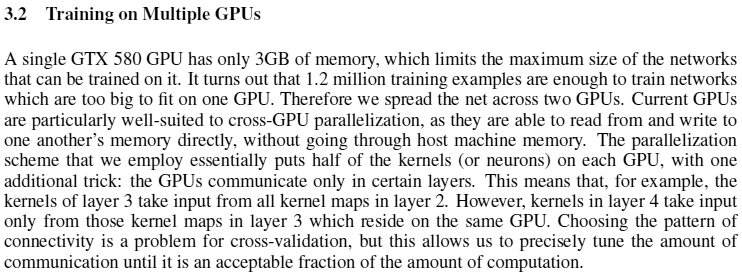 3.2 Training on Multiple GPUs
A single GTX 580 GPU has only 3GB of memory, which limits the maximum size of the networks
that can be trained on it. It turns out that 1.2 million training examples are enough to train networks
which are too big to fit on one GPU. Therefore we spread the net across two GPUs. Current GPUs
are particularly well-suited to cross-GPU parallelization, as they are able to read from and write to
one another's memory directly, without going through host machine memory. The parallelization
scheme that we employ essentially puts half of the kernels (or neurons) on each GPU, with one
additional trick: the GPUs communicate only in certain layers. This means that, for example, the
kernels of layer 3 take input from all kernel maps in layer 2. However, kernels in layer 4 take input
only from those kernel maps in layer 3 which reside on the same GPU. Choosing the pattern of
connectivity is a problem for cross-validation, but this allows us to precisely tune the amount of
communication until it is an acceptable fraction of the amount of computation.